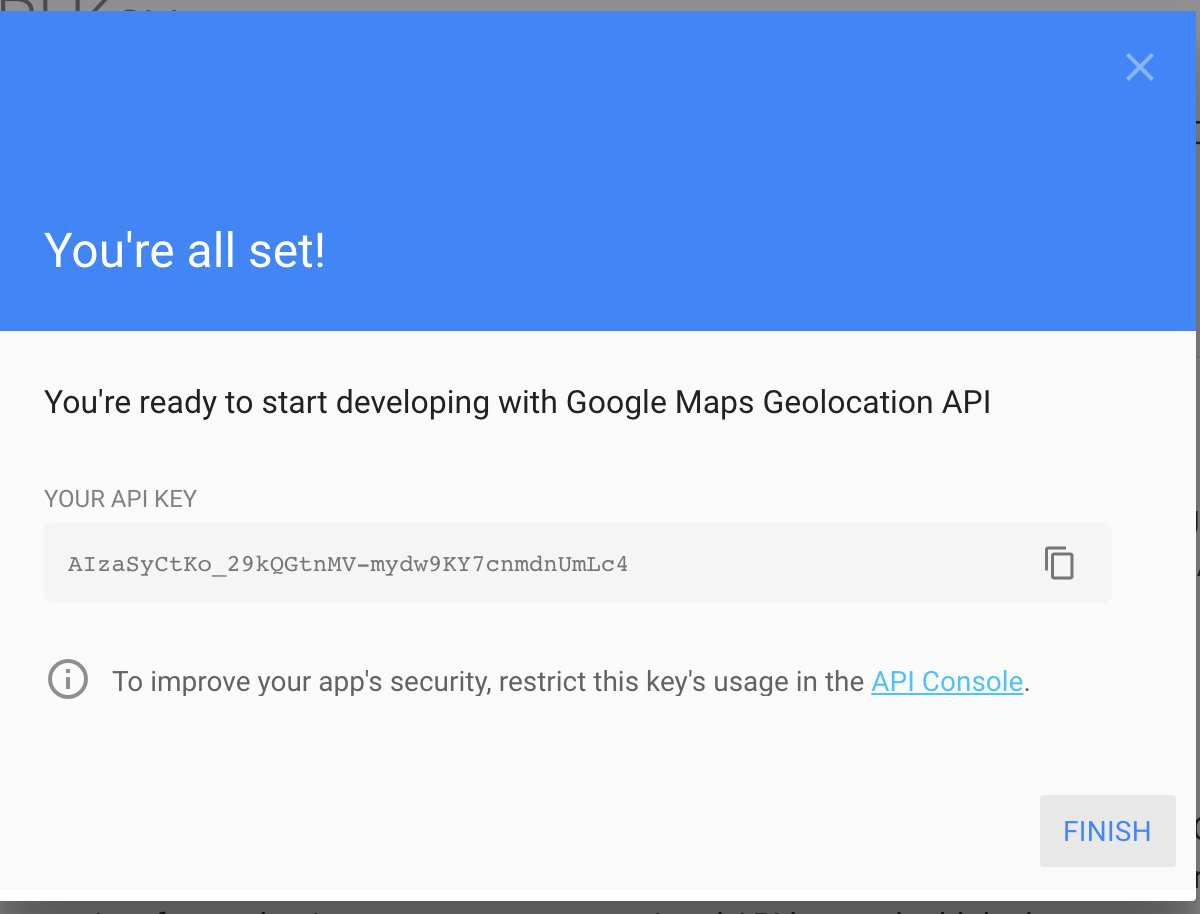 You're all set!
You're ready to start developing with Google Maps Geolocation API
YOUR API KEY
AIzaSyCtKo_29kQGtnMV-mydw9KY7cnmdnUmLc4
To improve your app's security, restrict this key's usage in the API Console.
FINISH